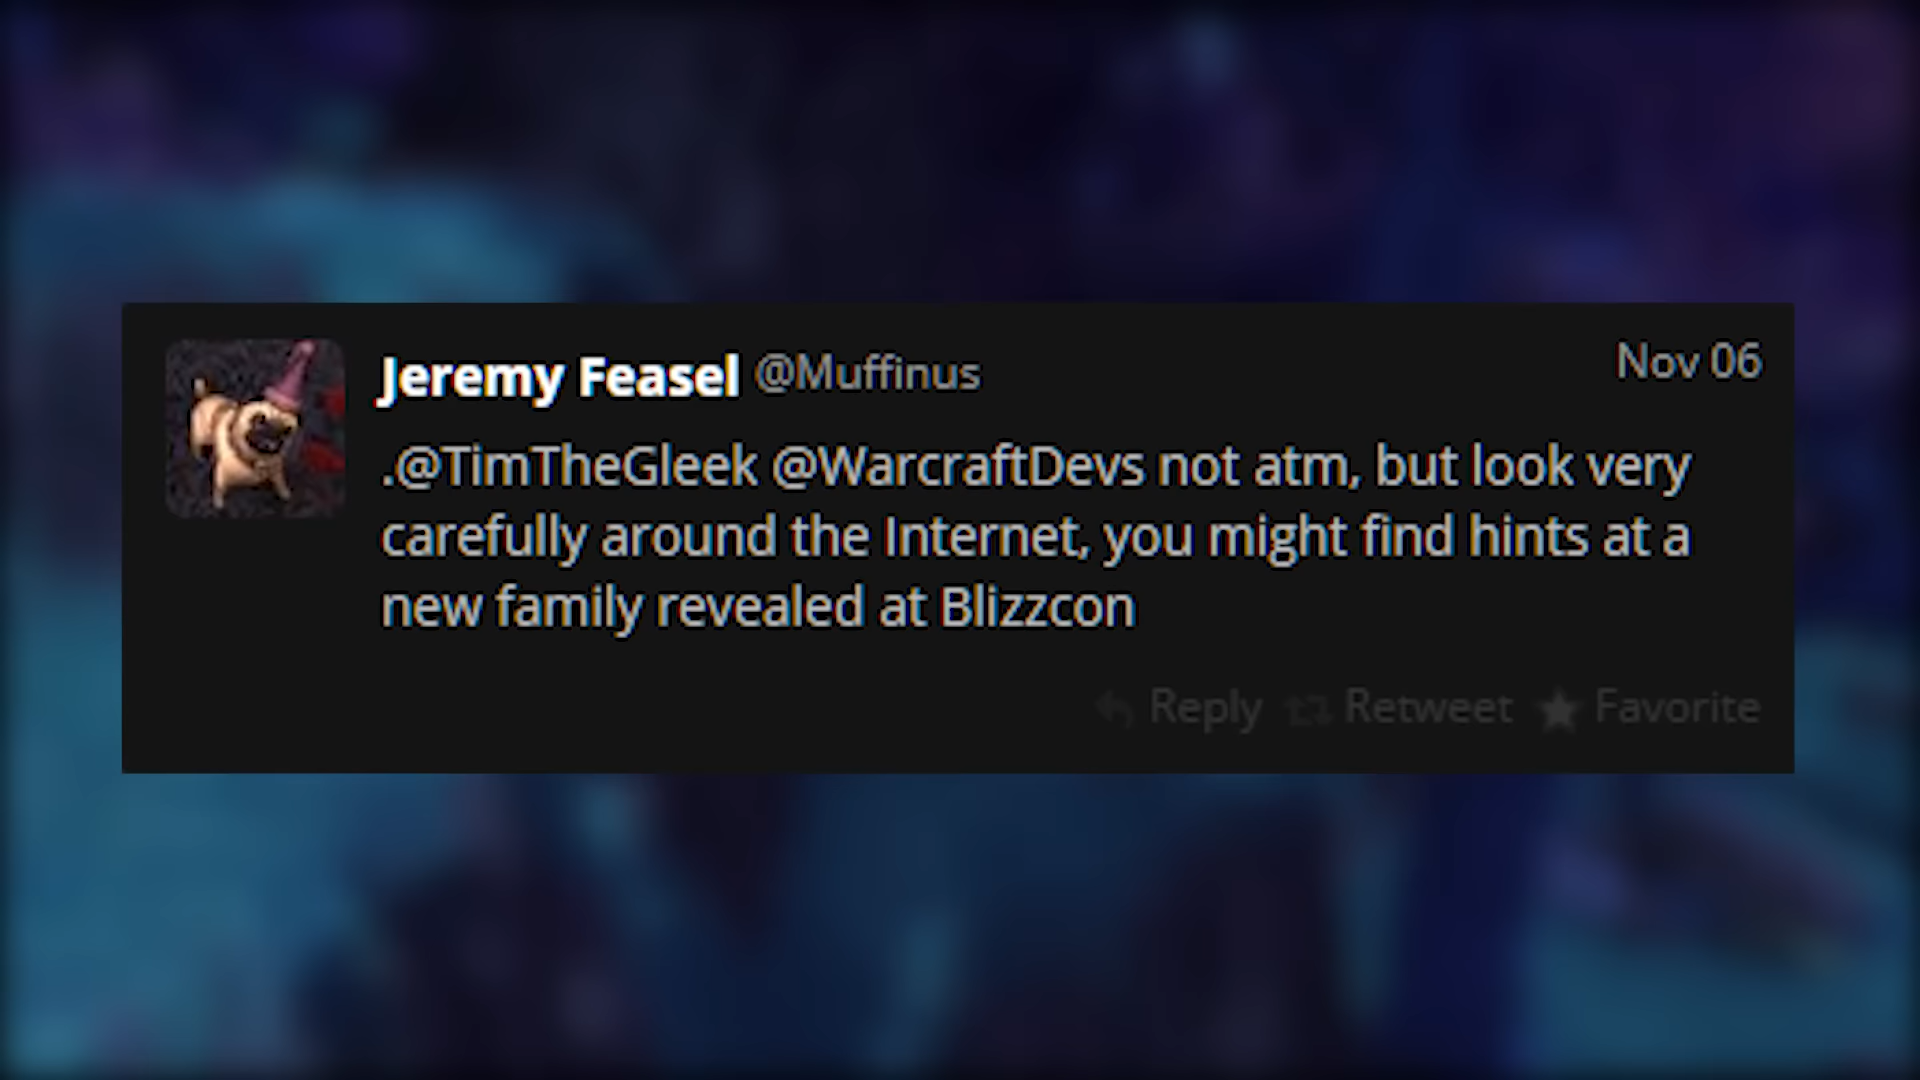 Jeremy Feasel @Muffinus
Nov 06
.@TimTheGleek @WarcraftDevs not atm, but look very
carefully around the Internet, you might find hints at a
new family revealed at Blizzcon
Reply Retweet Favorite